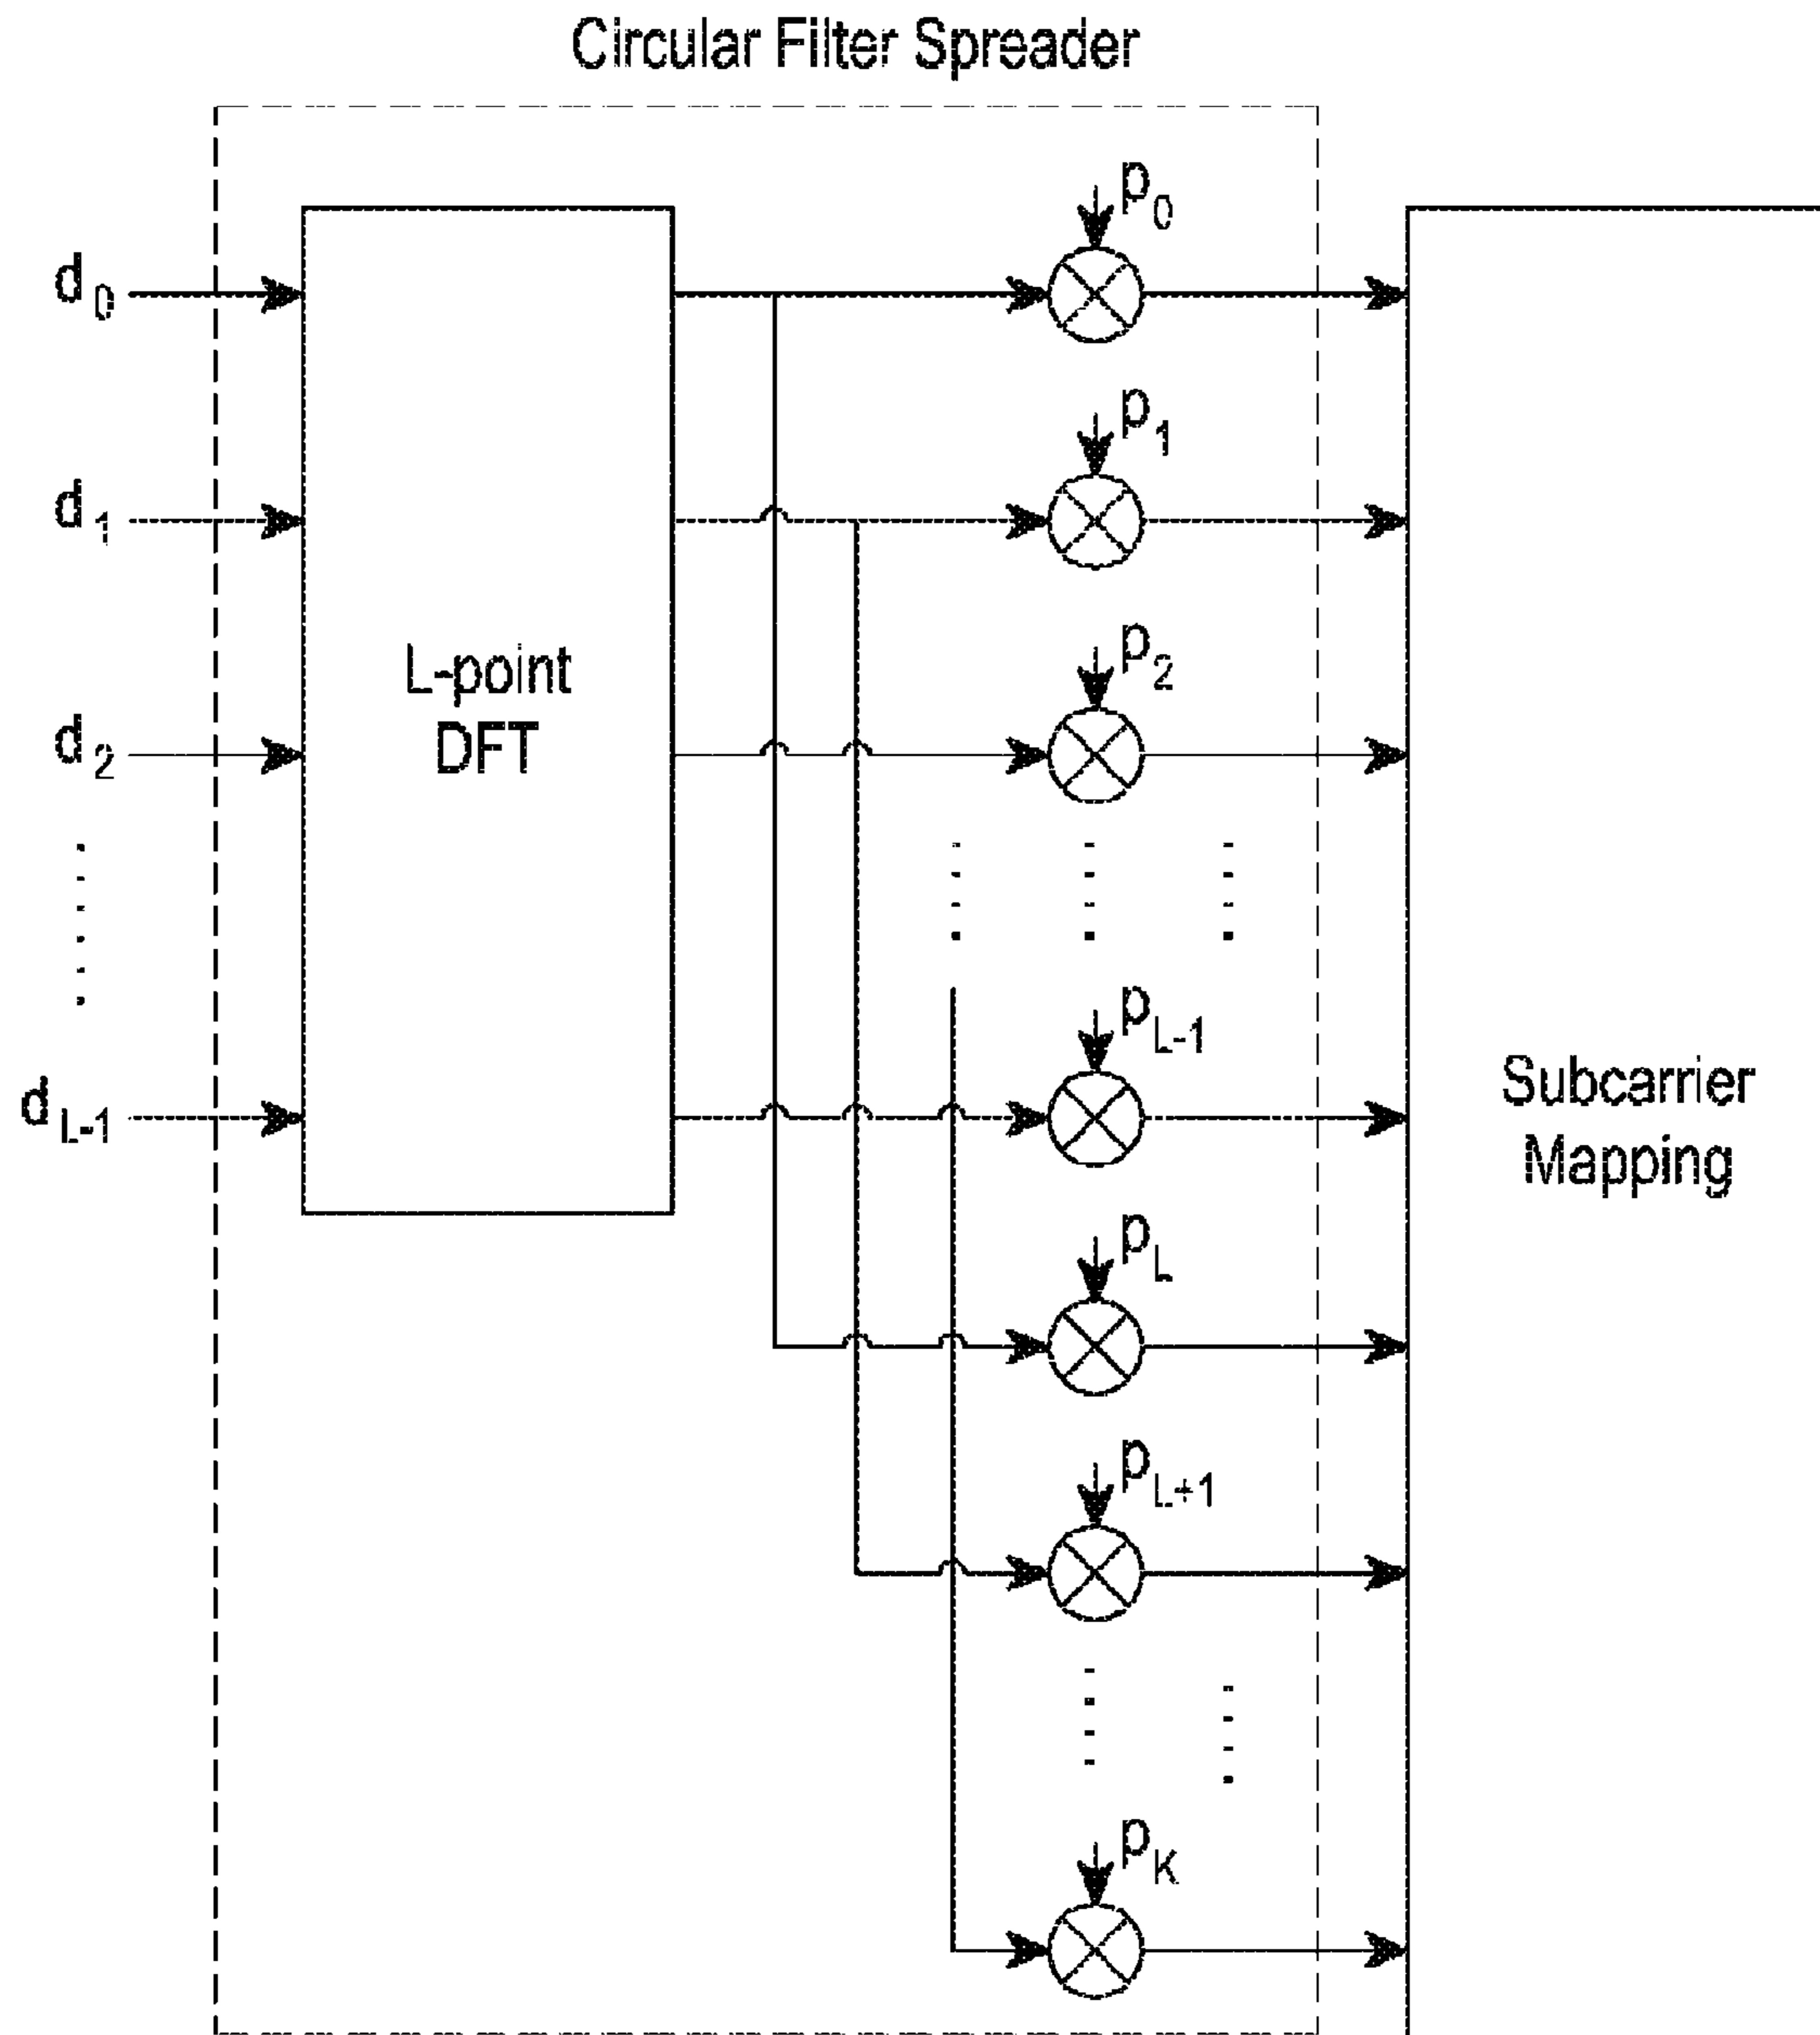 Circular Filter Spreader
p0
d0
p1
d1
p2
L-point
DFT
d2
pL-1
dL-1
Subcarrier
Mapping
pL
pL+1
pK